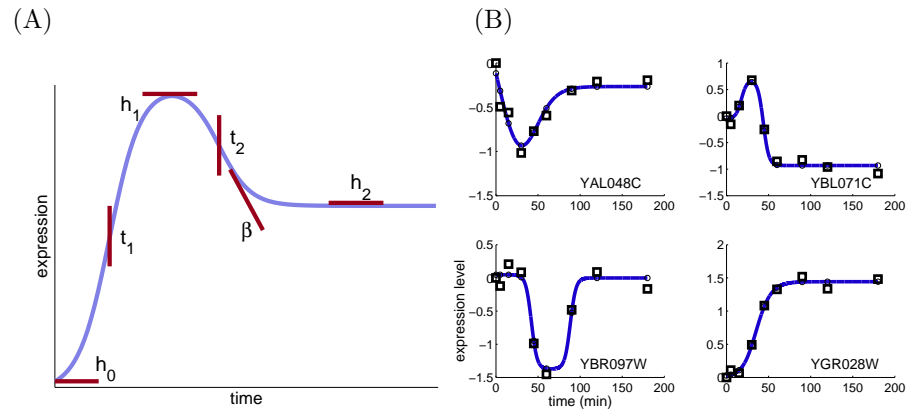 (A)
h1
t2
h2
β
t1
h0
expression
time
(B)
0
−0.5
−1
−1.5
0 50 100 150 200
YAL048C
1
0.5
0
−0.5
−1
−1.5
0 50 100 150 200
YBL071C
0.5
0
−0.5
−1
−1.5
0 50 100 150 200
YBR097W
expression level
time (min)
2
1.5
1
0.5
0
0 50 100 150 200
YGR028W